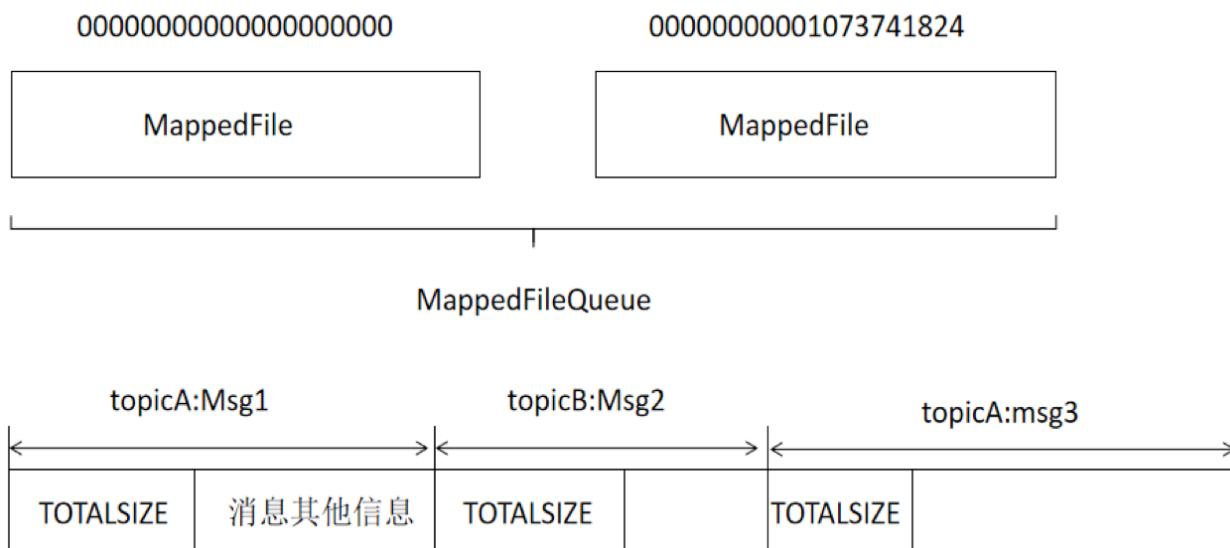 00000000000000000000 00000000001073741824
MappedFile MappedFile
MappedFileQueue
topicA:Msg1 topicB:Msg2 topicA:msg3
TOTALSIZE 消息其他信息 TOTALSIZE TOTALSIZE